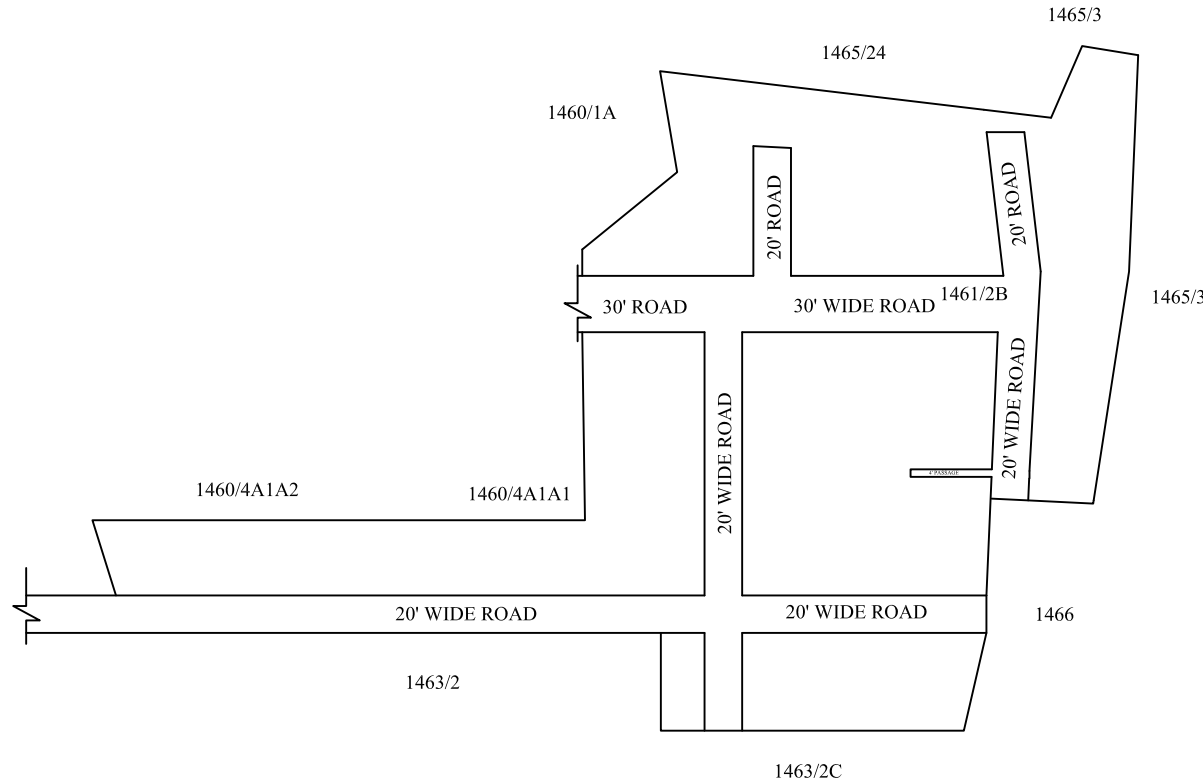 1465/3
1465/24
1460/1A
20' ROAD
20' ROAD
1461/2B
1465/3
30' ROAD
30' WIDE ROAD
20' WIDE ROAD
20' WIDE ROAD
4' PASSAGE
1460/4A1A2
1460/4A1A1
20' WIDE ROAD
20' WIDE ROAD
1466
1463/2
1463/2C